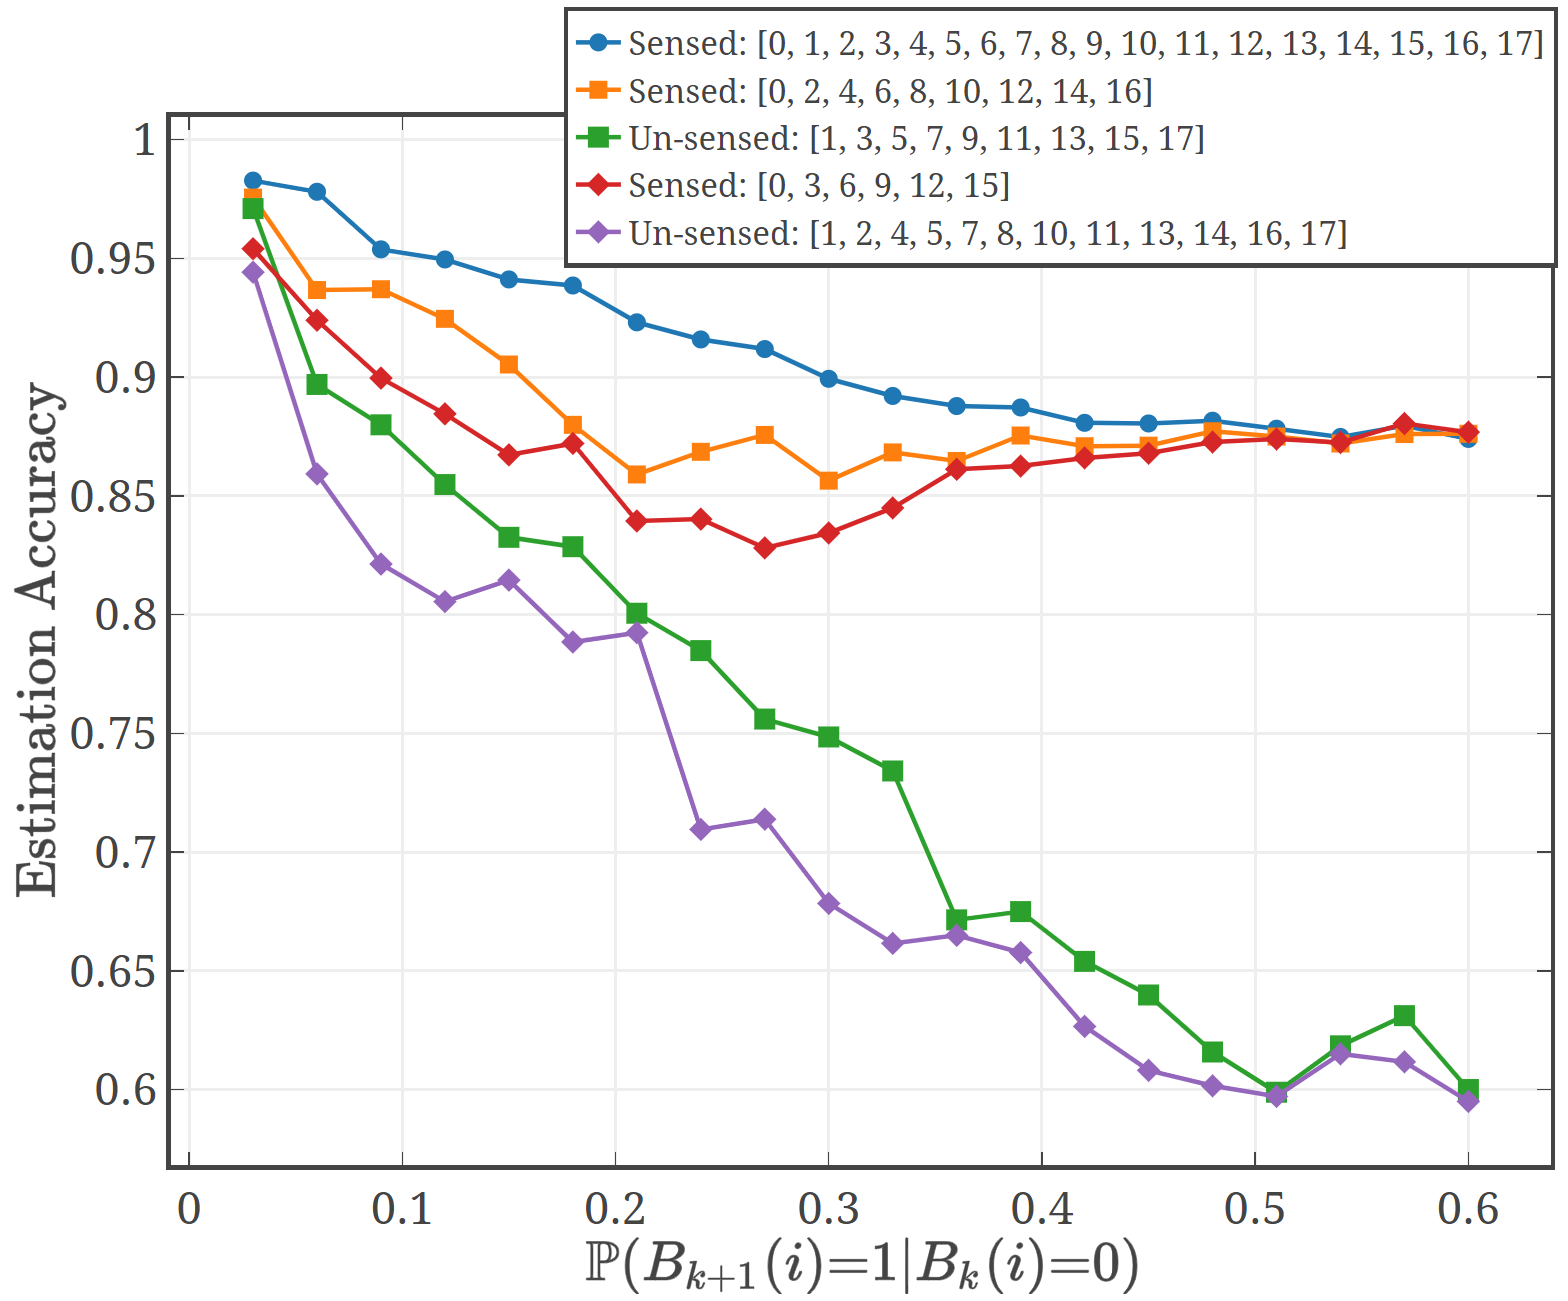 Sensed: [0, 1, 2, 3, 4, 5, 6, 7, 8, 9, 10, 11, 12, 13, 14, 15, 16, 17]
Sensed: [0, 2, 4, 6, 8, 10, 12, 14, 16]
Un-sensed: [1, 3, 5, 7, 9, 11, 13, 15, 17]
Sensed: [0, 3, 6, 9, 12, 15]
Un-sensed: [1, 2, 4, 5, 7, 8, 10, 11, 13, 14, 16, 17]
1
0.95
0.9
0.85
0.8
0.75
0.7
0.65
0.6
Estimation Accuracy
0 0.1 0.2 0.3 0.4 0.5 0.6
ℙ(B_{k+1}(i)=1|B_k(i)=0)